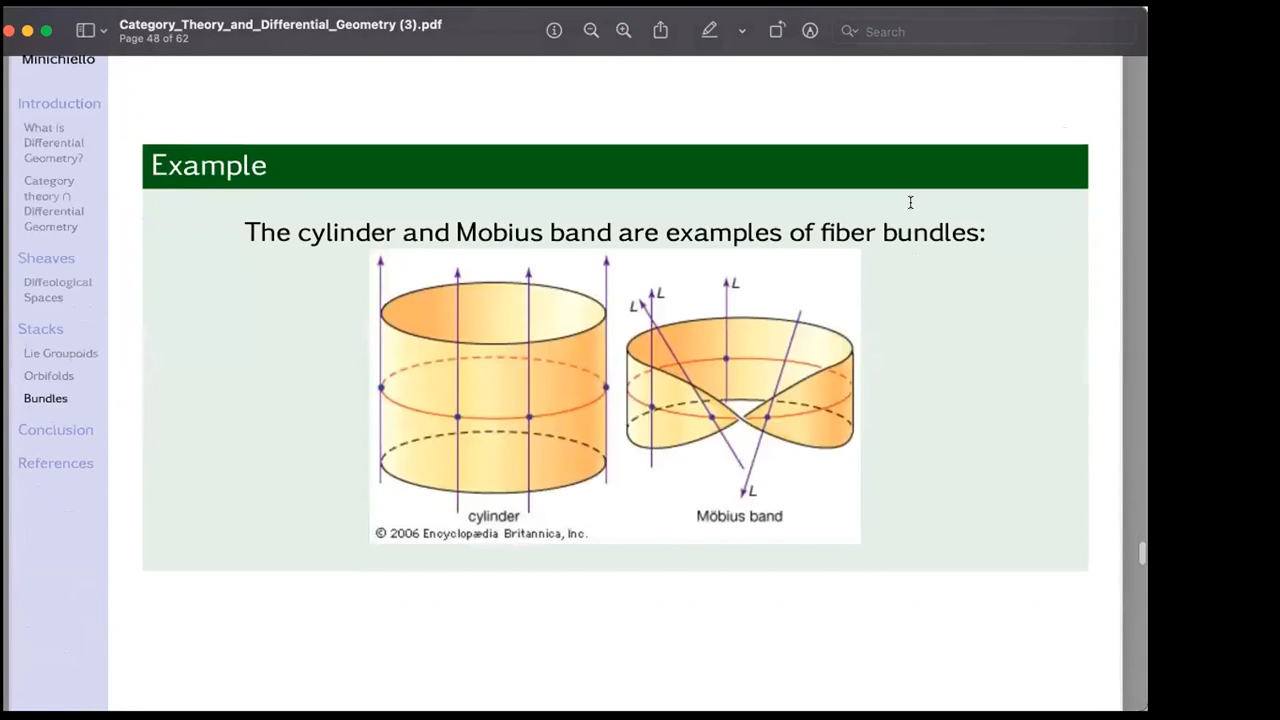 Category_Theory_and_Differential_Geometry (3).pdf
Page 48 of 62
Search
Minichiello
Introduction
What is
Differential
Geometry?
Category
theory ∩
Differential
Geometry
Sheaves
Diffeological
Spaces
Stacks
Lie Groupoids
Orbifolds
Bundles
Conclusion
References
Example
The cylinder and Mobius band are examples of fiber bundles:
L
L
L
L
cylinder
Möbius band
© 2006 Encyclopædia Britannica, Inc.